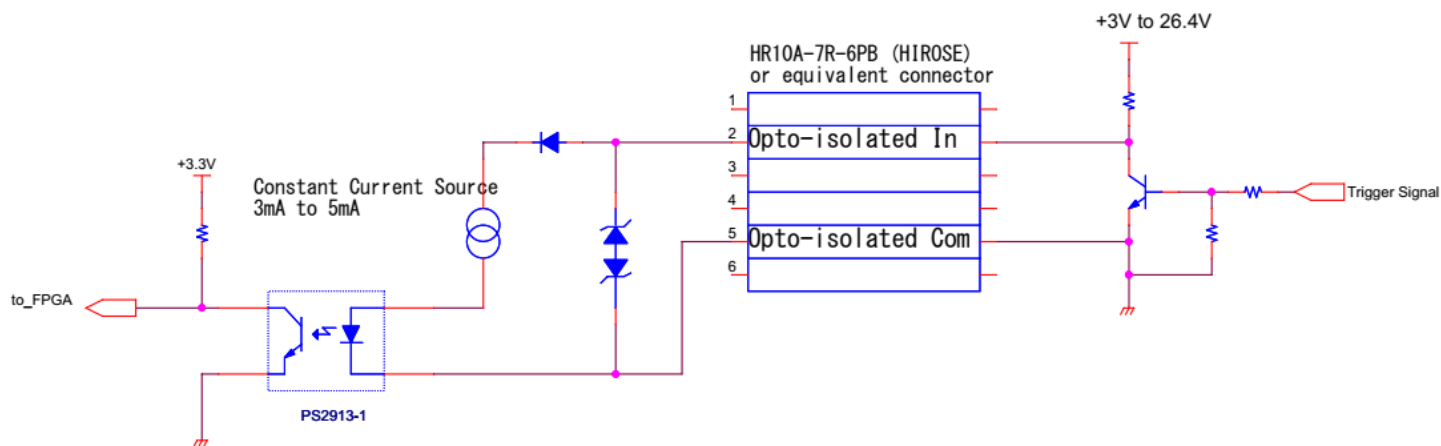 +3V to 26.4V
HR10A-7R-6PB (HIROSE)
or equivalent connector
1
2
Opto-isolated In
3
4
5
Opto-isolated Com
6
Trigger Signal
+3.3V
Constant Current Source
3mA to 5mA
to_FPGA
PS2913-1